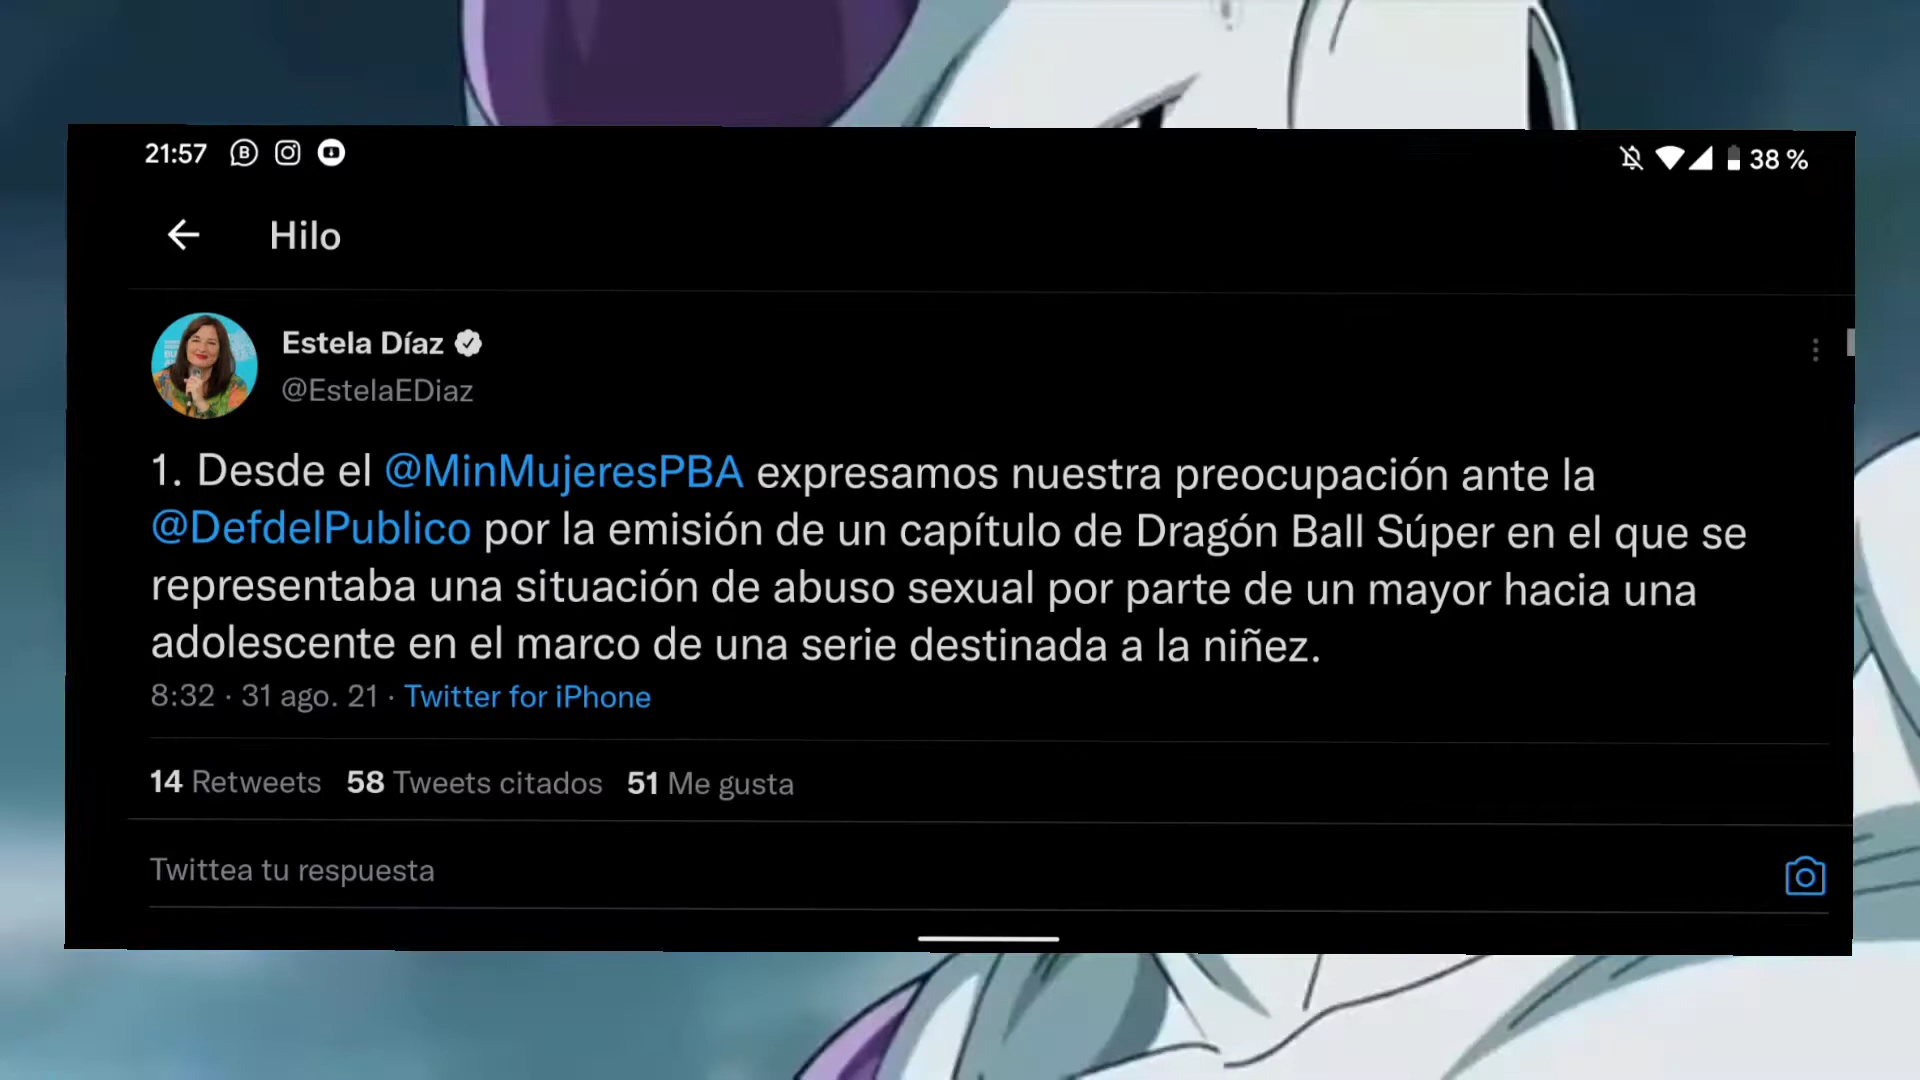 21:57
38 %
Hilo
Estela Díaz
@EstelaEDiaz
1. Desde el @MinMujeresPBA expresamos nuestra preocupación ante la
@DefdelPublico por la emisión de un capítulo de Dragón Ball Súper en el que se
representaba una situación de abuso sexual por parte de un mayor hacia una
adolescente en el marco de una serie destinada a la niñez.
8:32 · 31 ago. 21 · Twitter for iPhone
14 Retweets 58 Tweets citados 51 Me gusta
Twittea tu respuesta